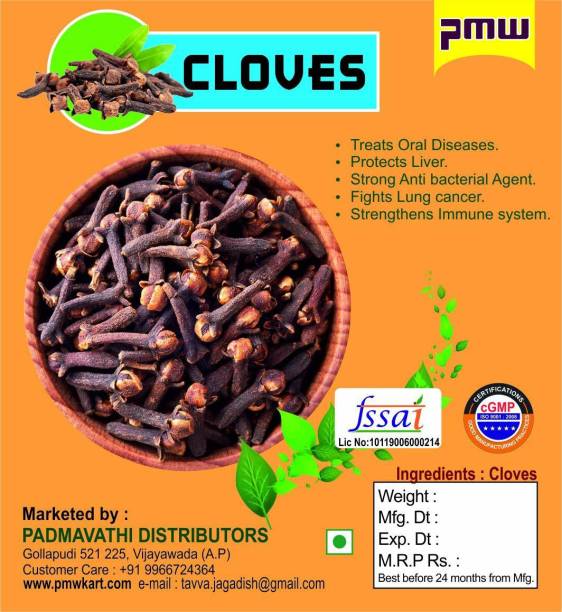 pmw
CLOVES
• Treats Oral Diseases.
• Protects Liver.
• Strong Anti bacterial Agent.
• Fights Lung cancer.
• Strengthens Immune system.
fssai
Lic No:10119006000214
CERTIFICATIONS
cGMP
ISO 9001 : 2008
GOOD MANUFACTURING PRACTICES
Ingredients : Cloves
Weight :
Mfg. Dt :
Exp. Dt :
M.R.P Rs. :
Best before 24 months from Mfg.
Marketed by :
PADMAVATHI DISTRIBUTORS
Gollapudi 521 225, Vijayawada (A.P)
Customer Care : +91 9966724364
www.pmwkart.com e-mail : tavva.jagadish@gmail.com